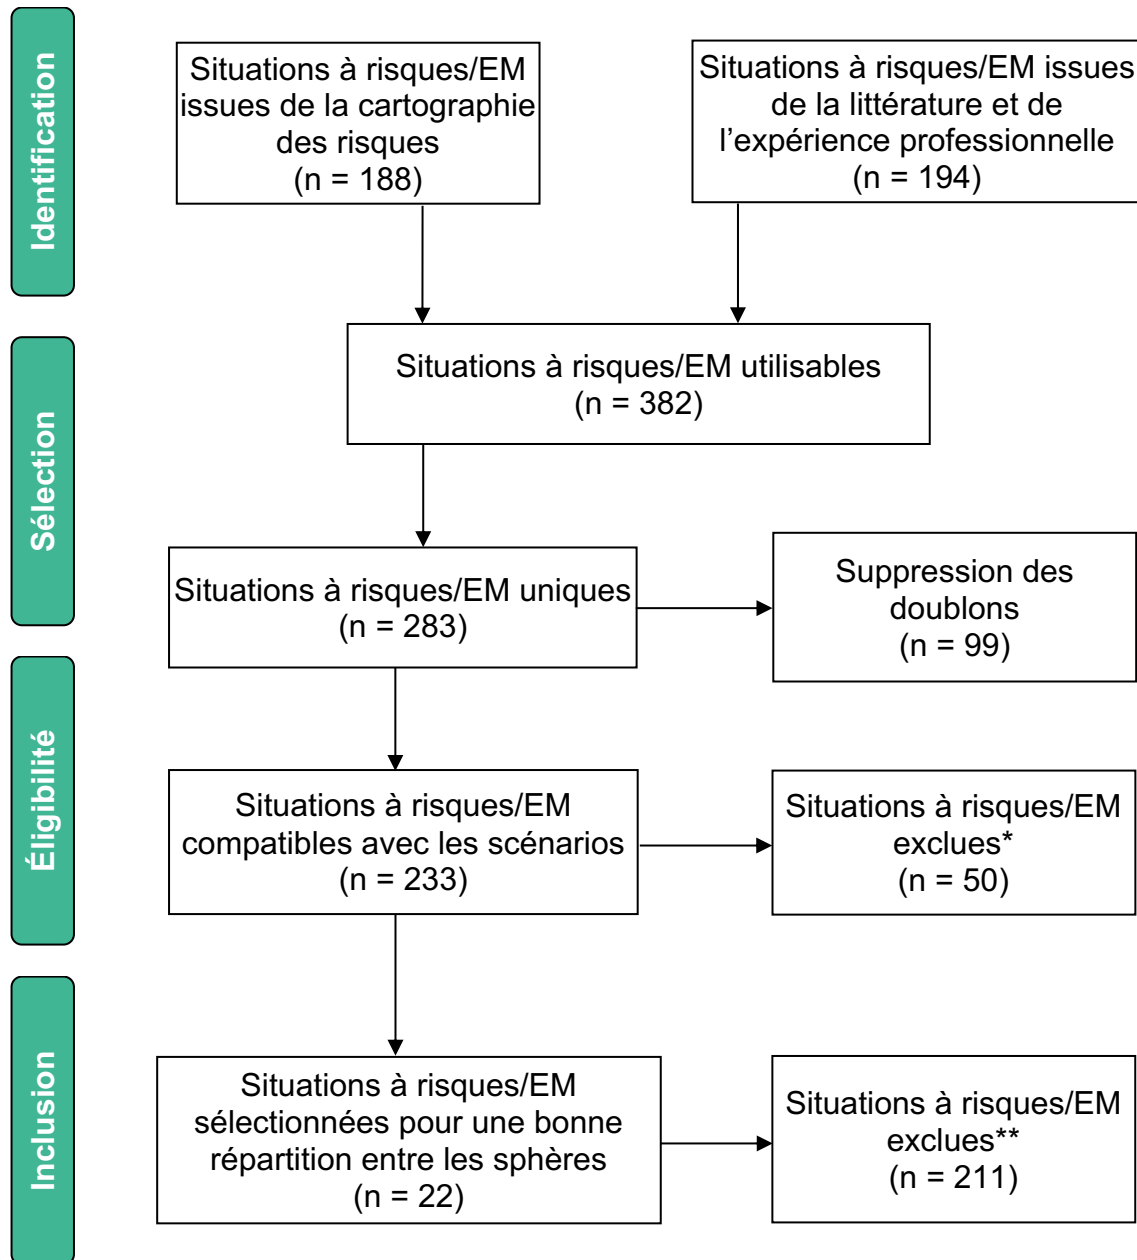 Identification
Situations à risques/EM
issues de la cartographie
des risques
(n = 188)
Situations à risques/EM issues
de la littérature et de
l’expérience professionnelle
(n = 194)
Sélection
Situations à risques/EM utilisables
(n = 382)
Situations à risques/EM uniques
(n = 283)
Suppression des
doublons
(n = 99)
Éligibilité
Situations à risques/EM
compatibles avec les scénarios
(n = 233)
Situations à risques/EM
exclues*
(n = 50)
Inclusion
Situations à risques/EM
sélectionnées pour une bonne
répartition entre les sphères
(n = 22)
Situations à risques/EM
exclues**
(n = 211)